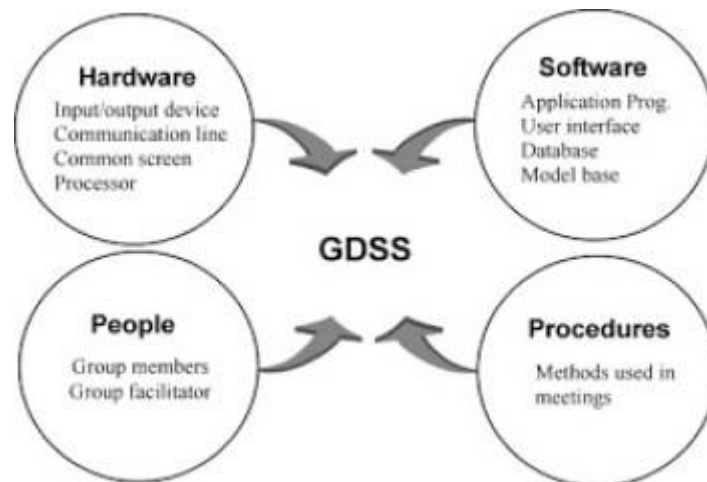 Hardware
Input/output device
Communication line
Common screen
Processor
Software
Application Prog.
User interface
Database
Model base
GDSS
People
Group members
Group facilitator
Procedures
Methods used in
meetings